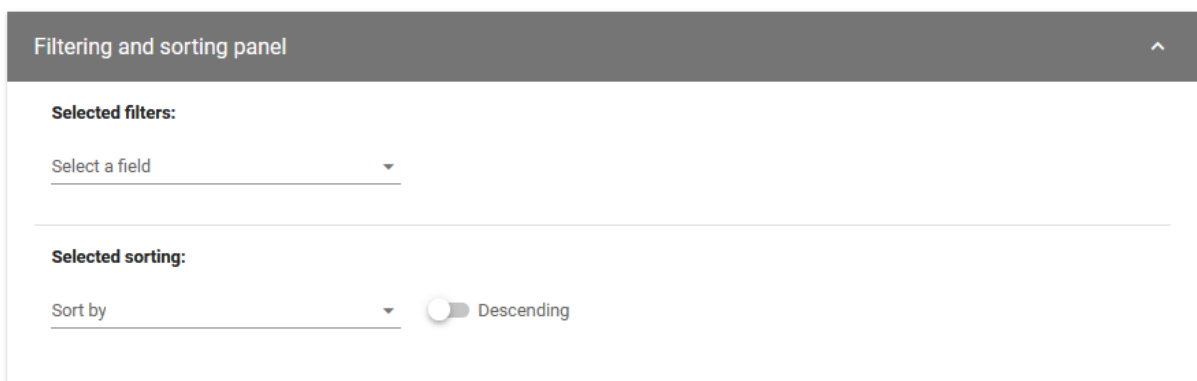 Filtering and sorting panel
Selected filters:
Select a field
Selected sorting:
Sort by
Descending